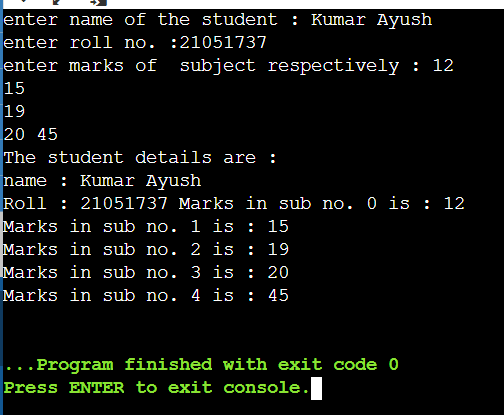 enter name of the student : Kumar Ayush
enter roll no. :21051737
enter marks of  subject respectively : 12
15
19
20 45
The student details are :
name : Kumar Ayush
Roll : 21051737 Marks in sub no. 0 is : 12
Marks in sub no. 1 is : 15
Marks in sub no. 2 is : 19
Marks in sub no. 3 is : 20
Marks in sub no. 4 is : 45
...Program finished with exit code 0
Press ENTER to exit console.